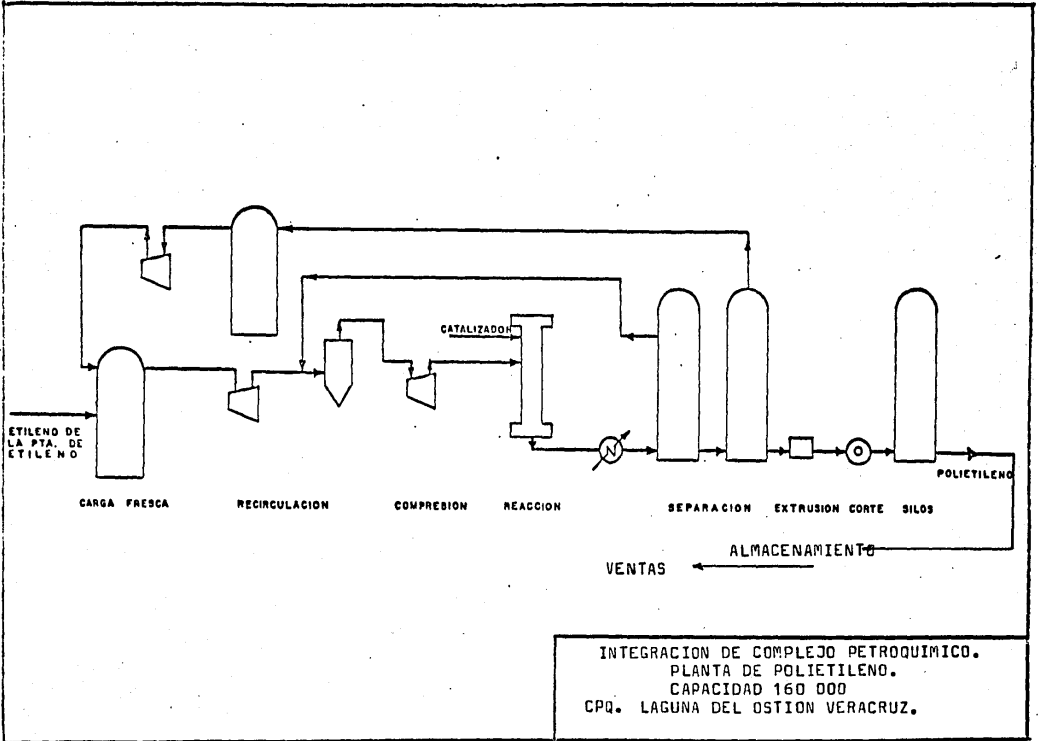 CATALIZADOR
ETILENO DE
LA PTA. DE
ETILENO
POLIETILENO
CARGA FRESCA
RECIRCULACION
COMPRESION
REACCION
SEPARACION
EXTRUSION
CORTE
SILOS
ALMACENAMIENTO
VENTAS
INTEGRACION DE COMPLEJO PETROQUIMICO.
PLANTA DE POLIETILENO.
CAPACIDAD 160 000
CPQ. LAGUNA DEL OSTION VERACRUZ.